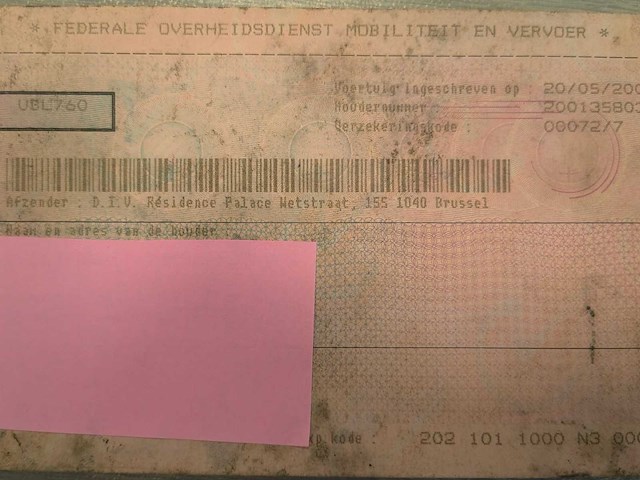 * FEDERALE OVERHEIDSDIENST MOBILITEIT EN VERVOER *
Voertuig ingeschreven op : 20/05/200
UBL760
Houdernummer : 200135803
Verzekeringskode : 00072/7
Afzender : D.I.V. Résidence Palace Wetstraat, 155 1040 Brussel
Naam en adres van de houder :
kode : 202 101 1000 N3 000